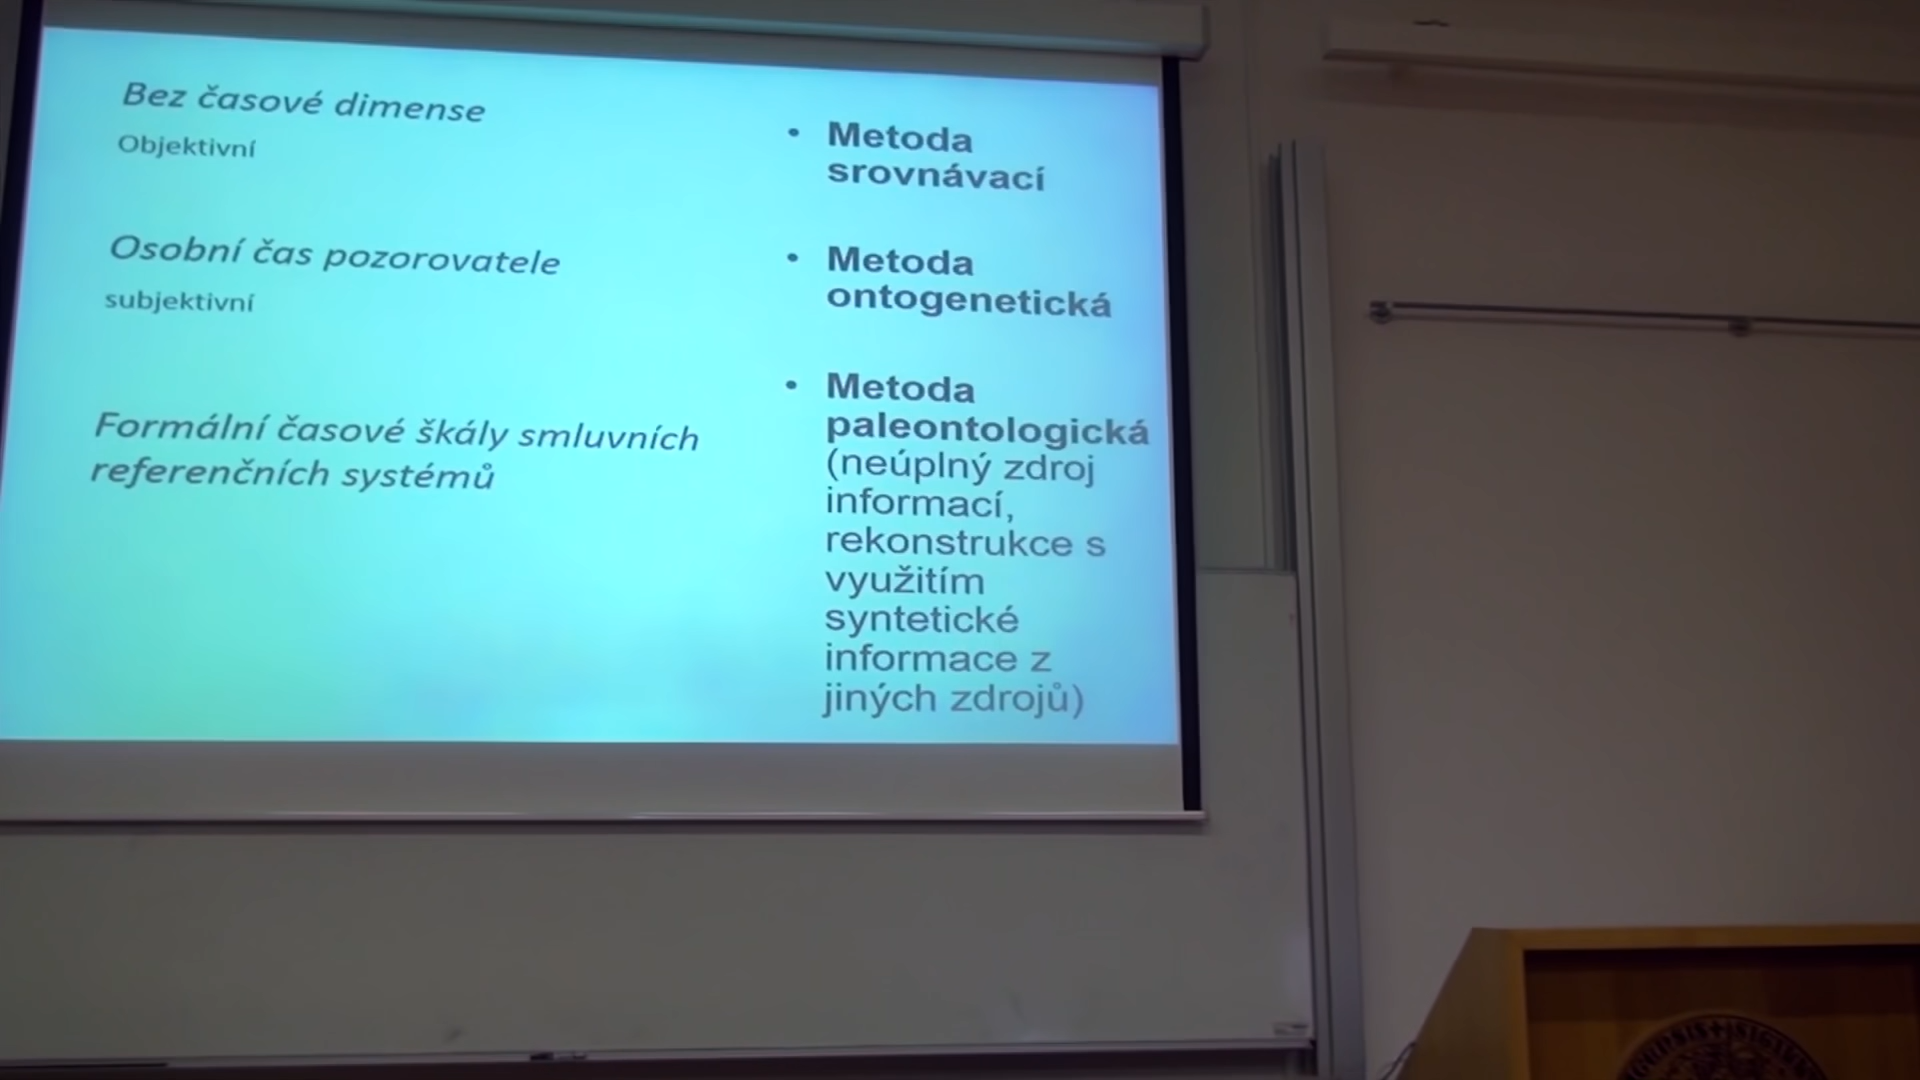 Bez časové dimense
Objektivní
Osobní čas pozorovatele
subjektivní
Formální časové škály smluvních
referenčních systémů
• Metoda
srovnávací
• Metoda
ontogenetická
• Metoda
paleontologická
(neúplný zdroj
informací,
rekonstrukce s
využitím
syntetické
informace z
jiných zdrojů)